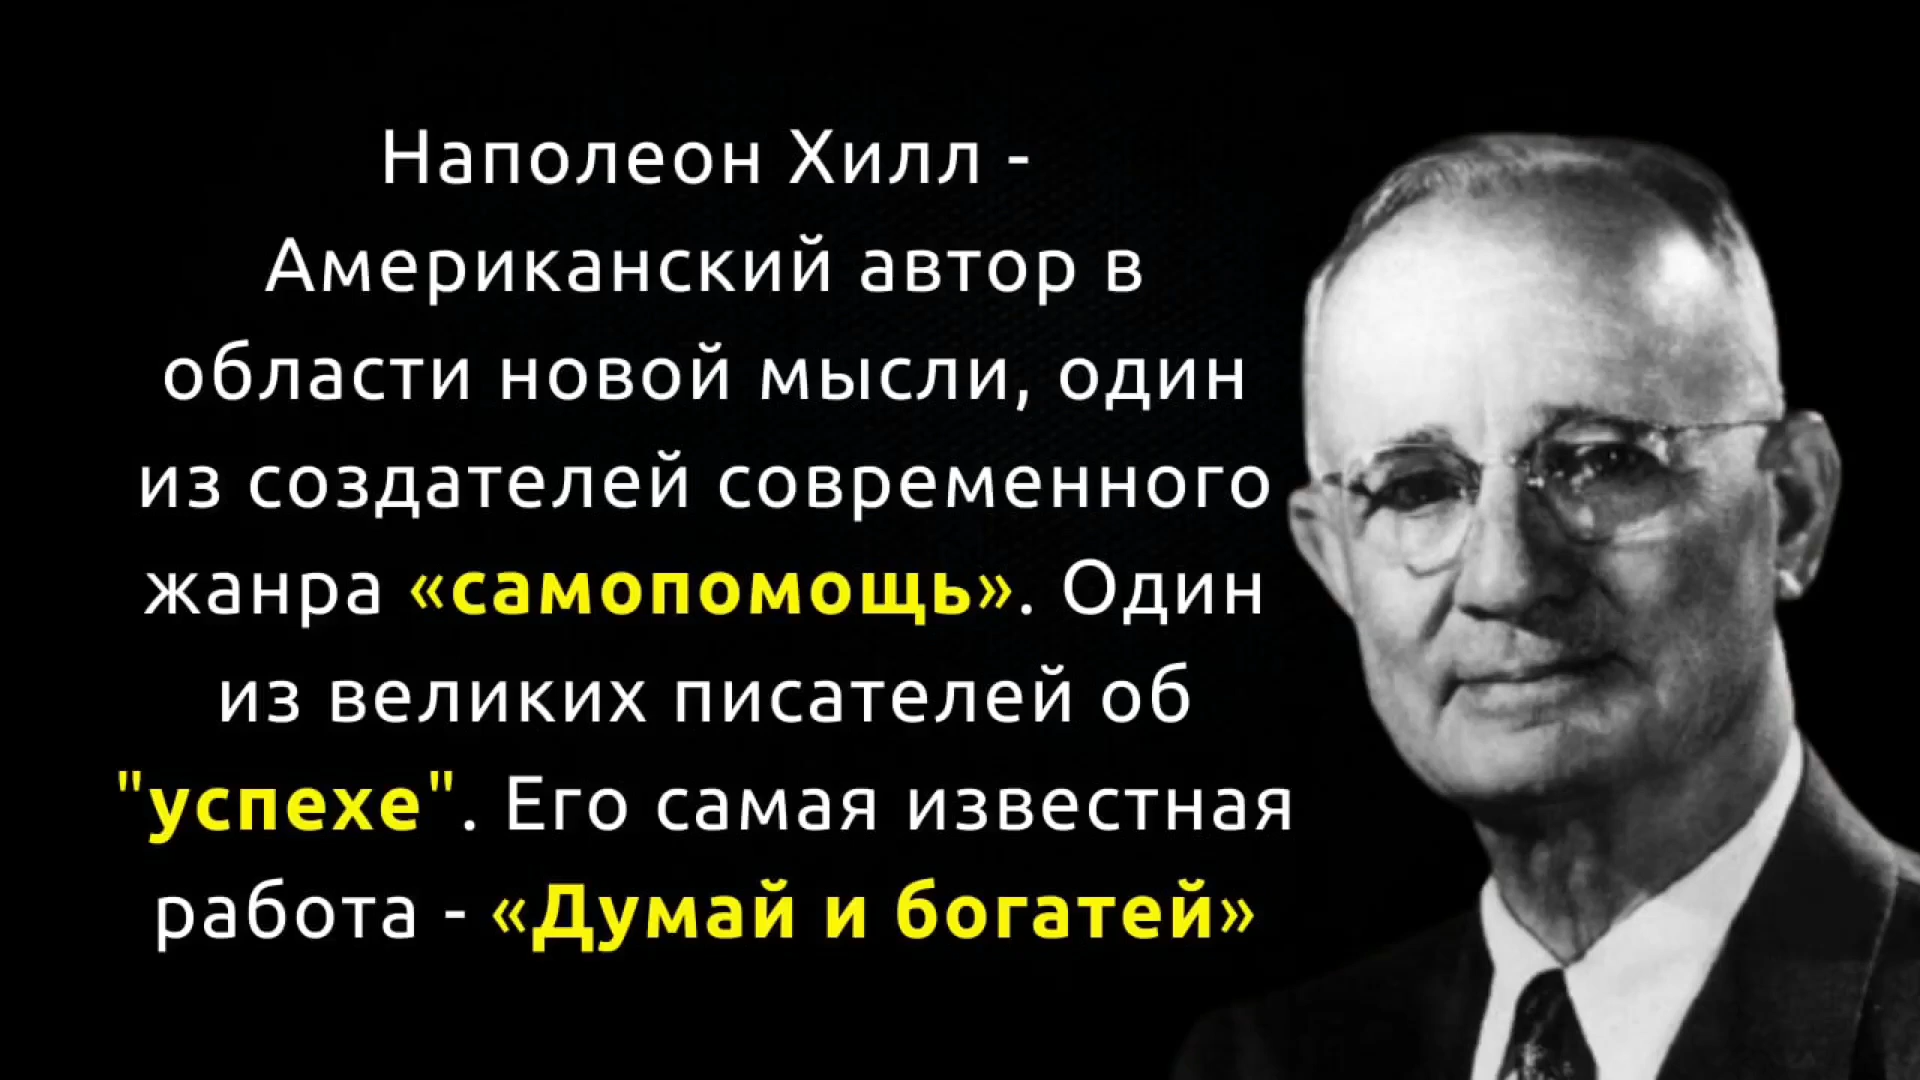 Наполеон Хилл -
Американский автор в
области новой мысли, один
из создателей современного
жанра «самопомощь». Один
из великих писателей об
"успехе". Его самая известная
работа - «Думай и богатей»